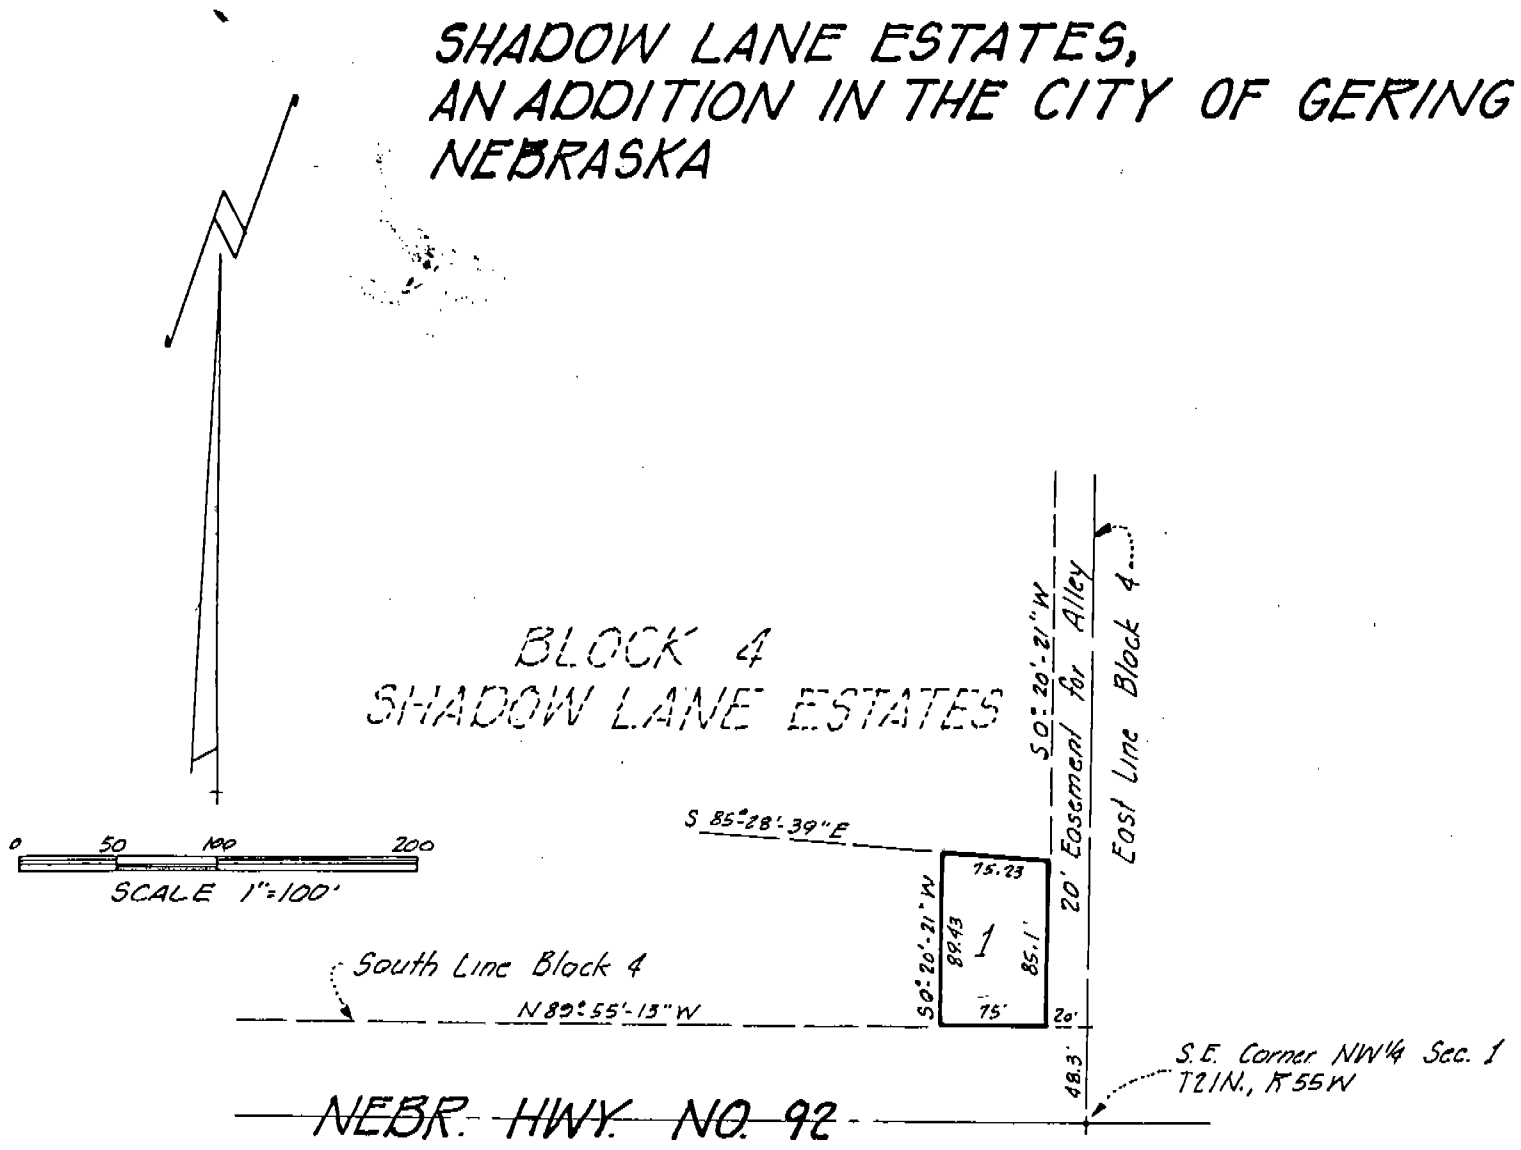 SHADOW LANE ESTATES,
AN ADDITION IN THE CITY OF GERING
NEBRASKA
S 0°-20'-21" W
20' Easement for Alley
East Line Block 4
BLOCK 4
SHADOW LANE ESTATES
S 85°-28'-39" E
0 50 100 200
SCALE 1"=100'
75.23
S 0°-20'-21" W
89.43
1
85.1'
75'
20'
South Line Block 4
N 89°-55'-13" W
48.3'
S.E. Corner NW 1/4 Sec. 1
T21N., R55W
NEBR. HWY. NO. 92